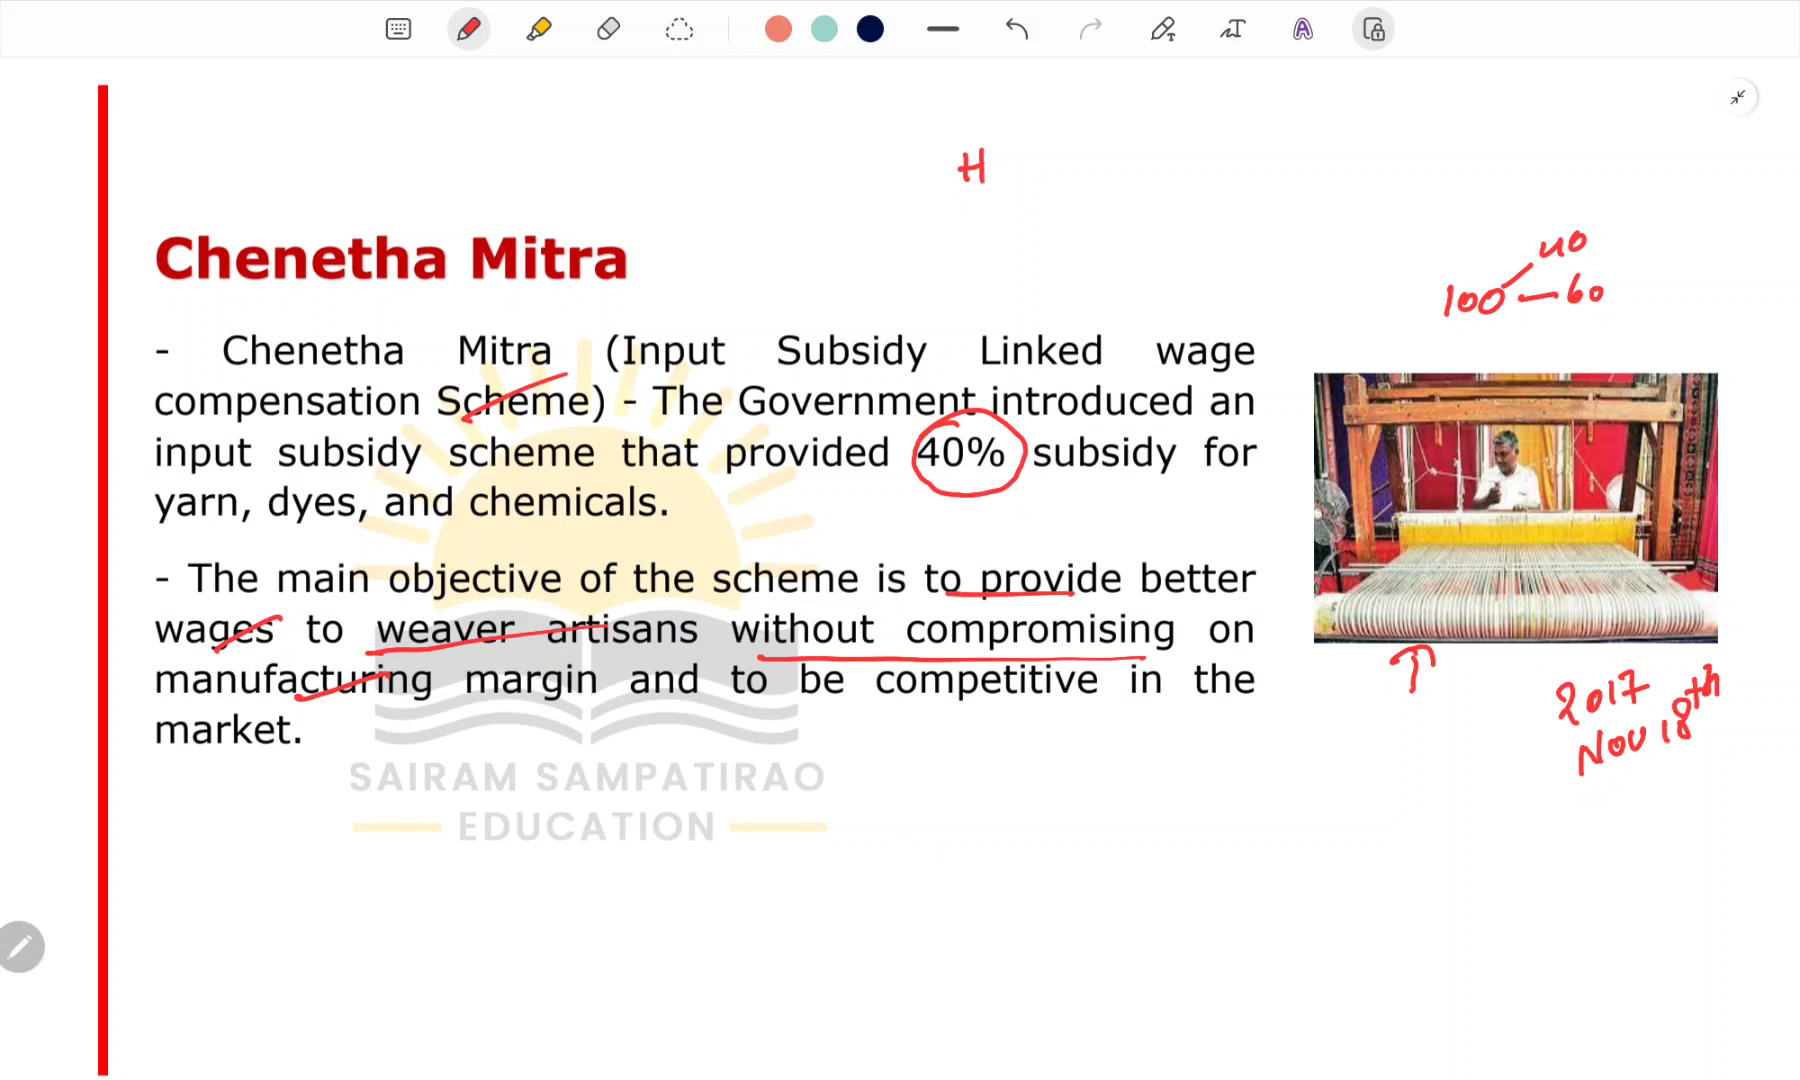 H
Chenetha Mitra
40
100 — 60
- Chenetha Mitra (Input Subsidy Linked wage
compensation Scheme) - The Government introduced an
input subsidy scheme that provided 40% subsidy for
yarn, dyes, and chemicals.
- The main objective of the scheme is to provide better
wages to weaver artisans without compromising on
manufacturing margin and to be competitive in the
market.
2017
Nov 18th
SAIRAM SAMPATIRAO
EDUCATION